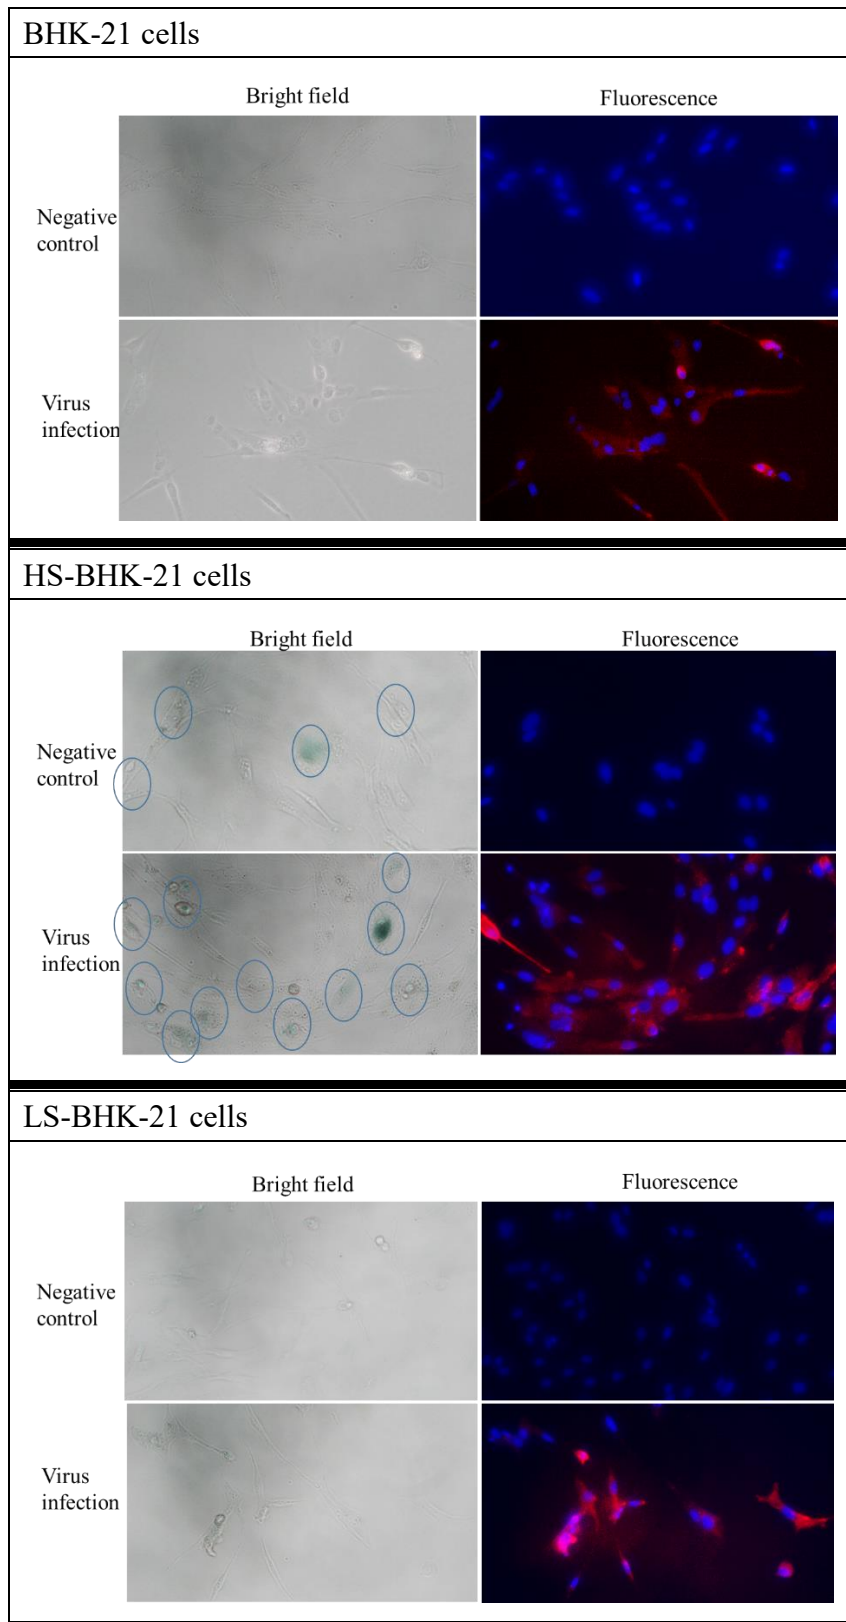 BHK-21 cells
Bright field
Fluorescence
Negative
control
Virus
infection
HS-BHK-21 cells
Bright field
Fluorescence
Negative
control
Virus
infection
LS-BHK-21 cells
Bright field
Fluorescence
Negative
control
Virus
infection